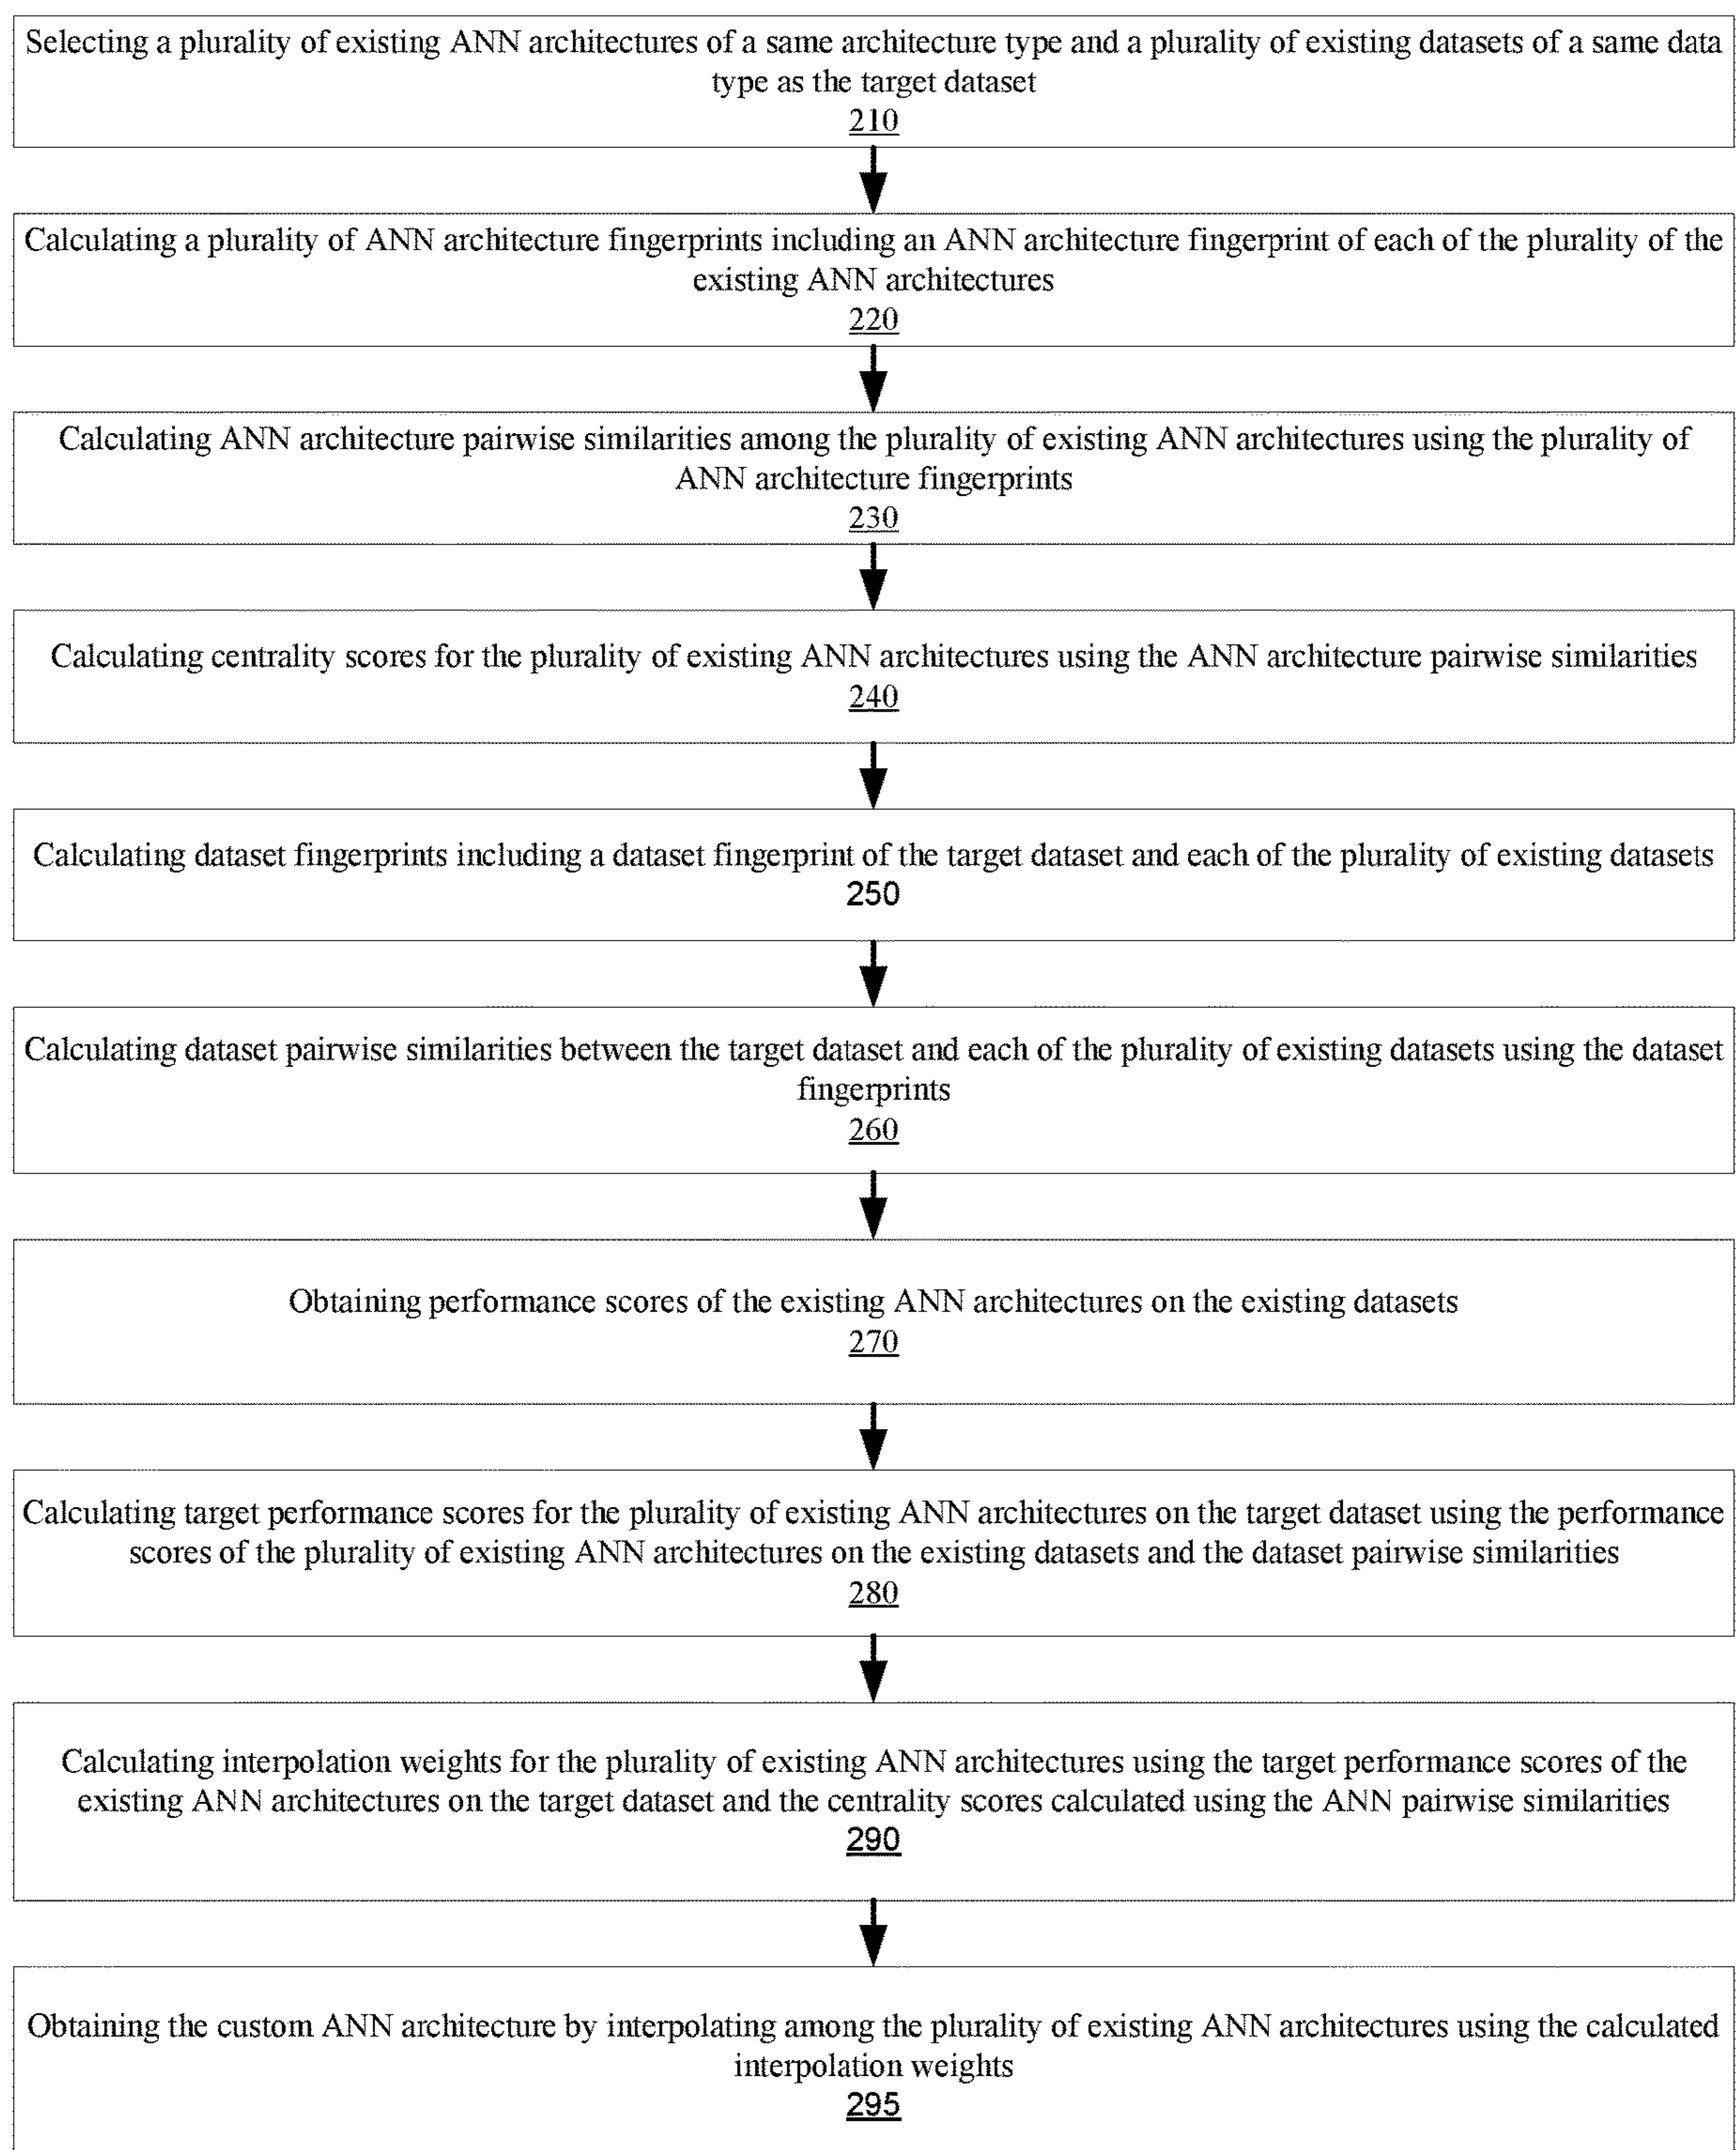 Selecting a plurality of existing ANN architectures of a same architecture type and a plurality of existing datasets of a same data
type as the target dataset
210
Calculating a plurality of ANN architecture fingerprints including an ANN architecture fingerprint of each of the plurality of the
existing ANN architectures
220
Calculating ANN architecture pairwise similarities among the plurality of existing ANN architectures using the plurality of
ANN architecture fingerprints
230
Calculating centrality scores for the plurality of existing ANN architectures using the ANN architecture pairwise similarities
240
Calculating dataset fingerprints including a dataset fingerprint of the target dataset and each of the plurality of existing datasets
250
Calculating dataset pairwise similarities between the target dataset and each of the plurality of existing datasets using the dataset
fingerprints
260
Obtaining performance scores of the existing ANN architectures on the existing datasets
270
Calculating target performance scores for the plurality of existing ANN architectures on the target dataset using the performance
scores of the plurality of existing ANN architectures on the existing datasets and the dataset pairwise similarities
280
Calculating interpolation weights for the plurality of existing ANN architectures using the target performance scores of the
existing ANN architectures on the target dataset and the centrality scores calculated using the ANN pairwise similarities
290
Obtaining the custom ANN architecture by interpolating among the plurality of existing ANN architectures using the calculated
interpolation weights
295